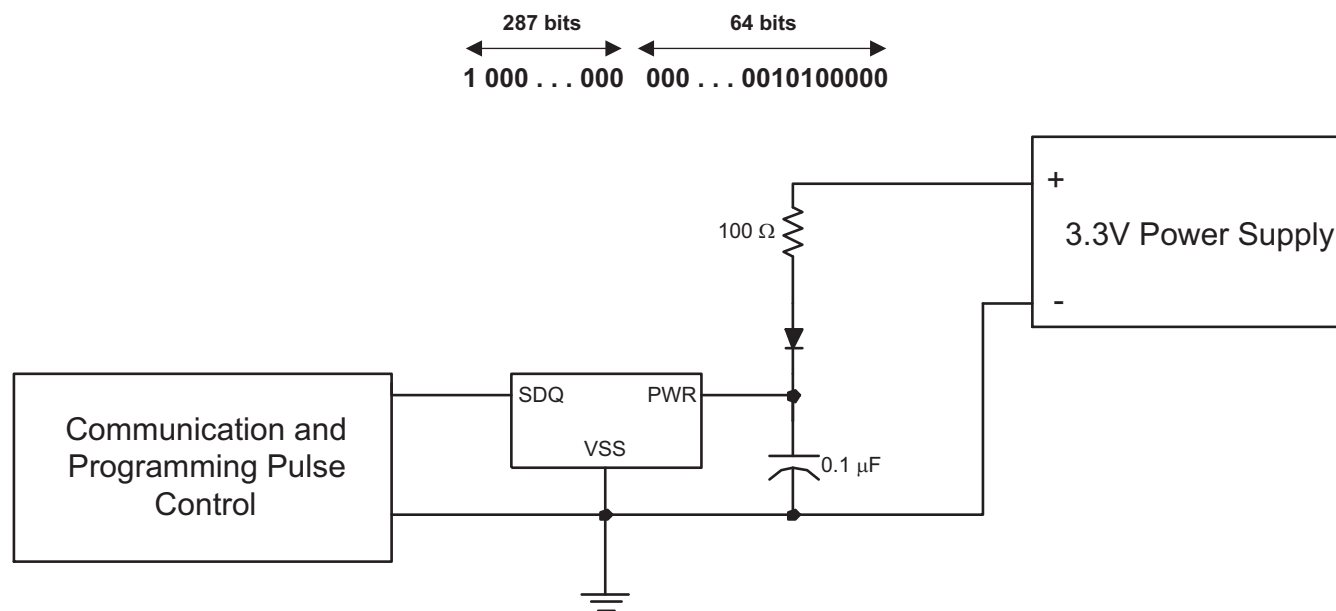 287 bits 64 bits
1 000 . . . 000 000 . . . 0010100000
+
100 Ω
3.3V Power Supply
-
SDQ PWR
VSS
Communication and
Programming Pulse
Control
0.1 μF